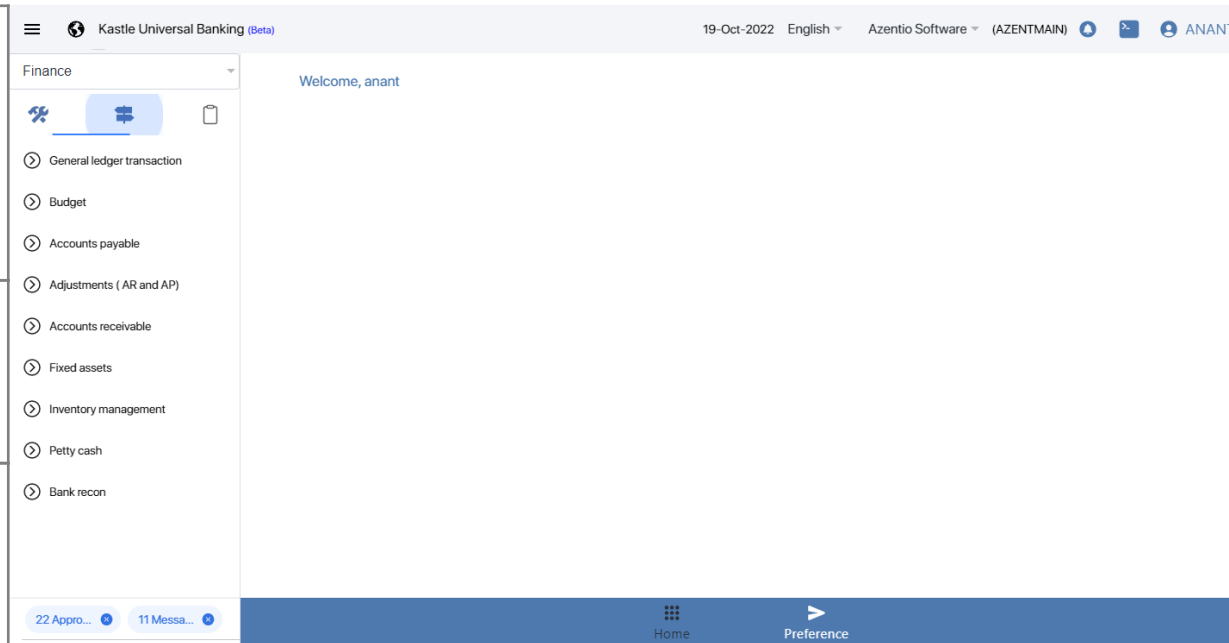 Kastle Universal Banking (Beta)
19-Oct-2022 English Azentio Software (AZENTMAIN) ANANT
Finance
Welcome, anant
General ledger transaction
Budget
Accounts payable
Adjustments ( AR and AP)
Accounts receivable
Fixed assets
Inventory management
Petty cash
Bank recon
22 Appro... 11 Messa...
Home Preference